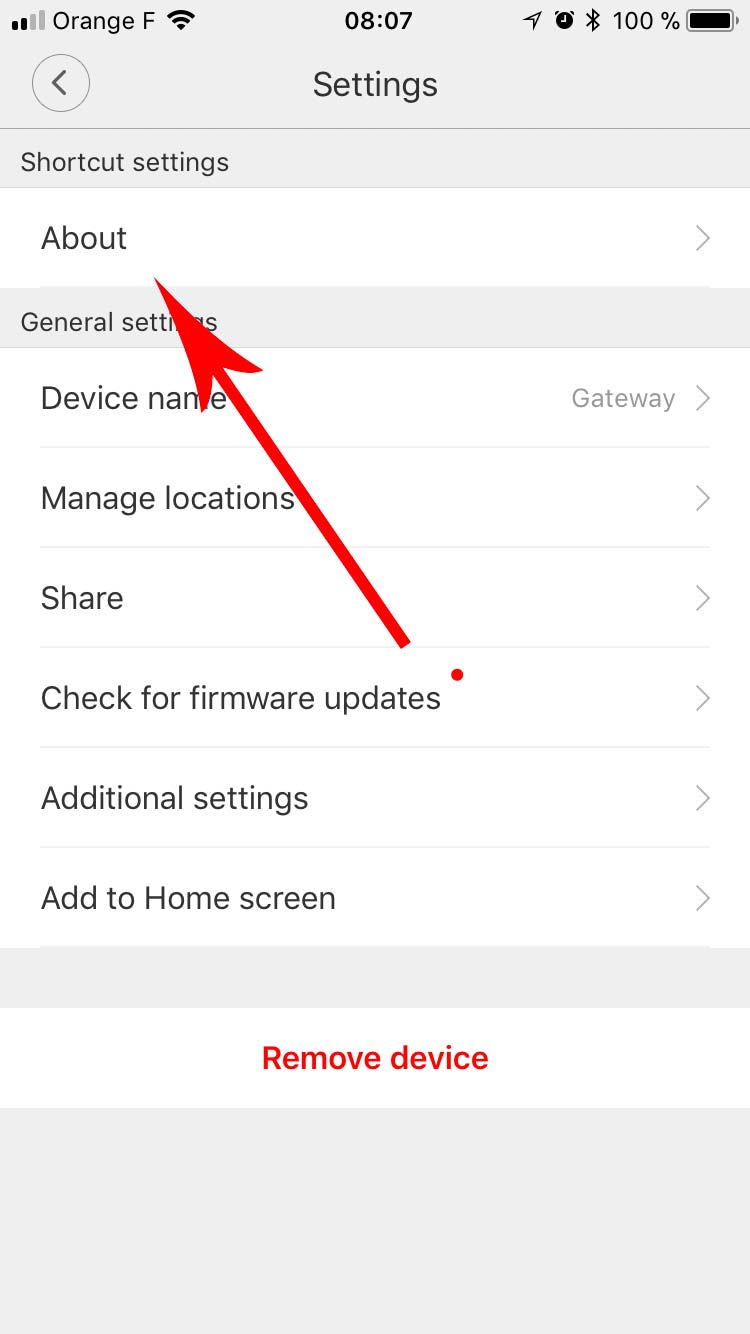 Orange F 08:07 100 %
Settings
Shortcut settings
About
General settings
Device name Gateway
Manage locations
Share
Check for firmware updates
Additional settings
Add to Home screen
Remove device